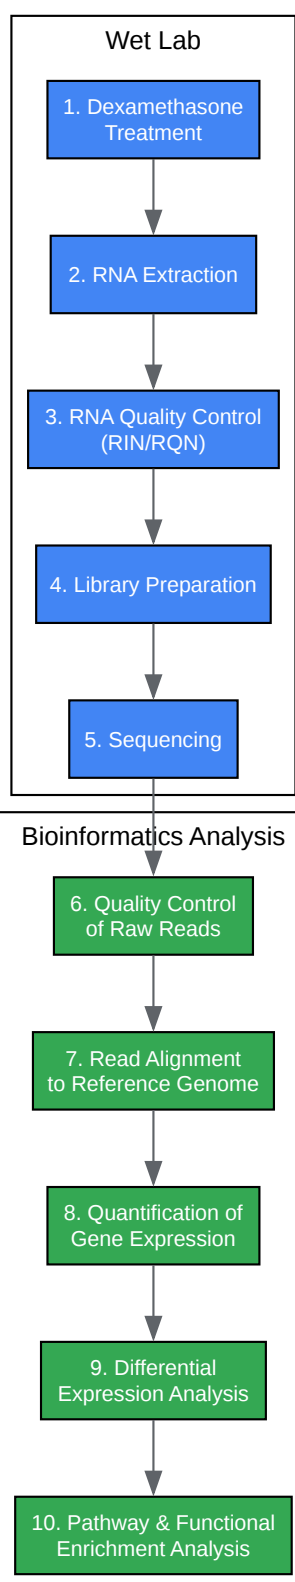 Wet Lab
1. Dexamethasone
Treatment
2. RNA Extraction
3. RNA Quality Control
(RIN/RQN)
4. Library Preparation
5. Sequencing
Bioinformatics Analysis
6. Quality Control
of Raw Reads
7. Read Alignment
to Reference Genome
8. Quantification of
Gene Expression
9. Differential
Expression Analysis
10. Pathway & Functional
Enrichment Analysis